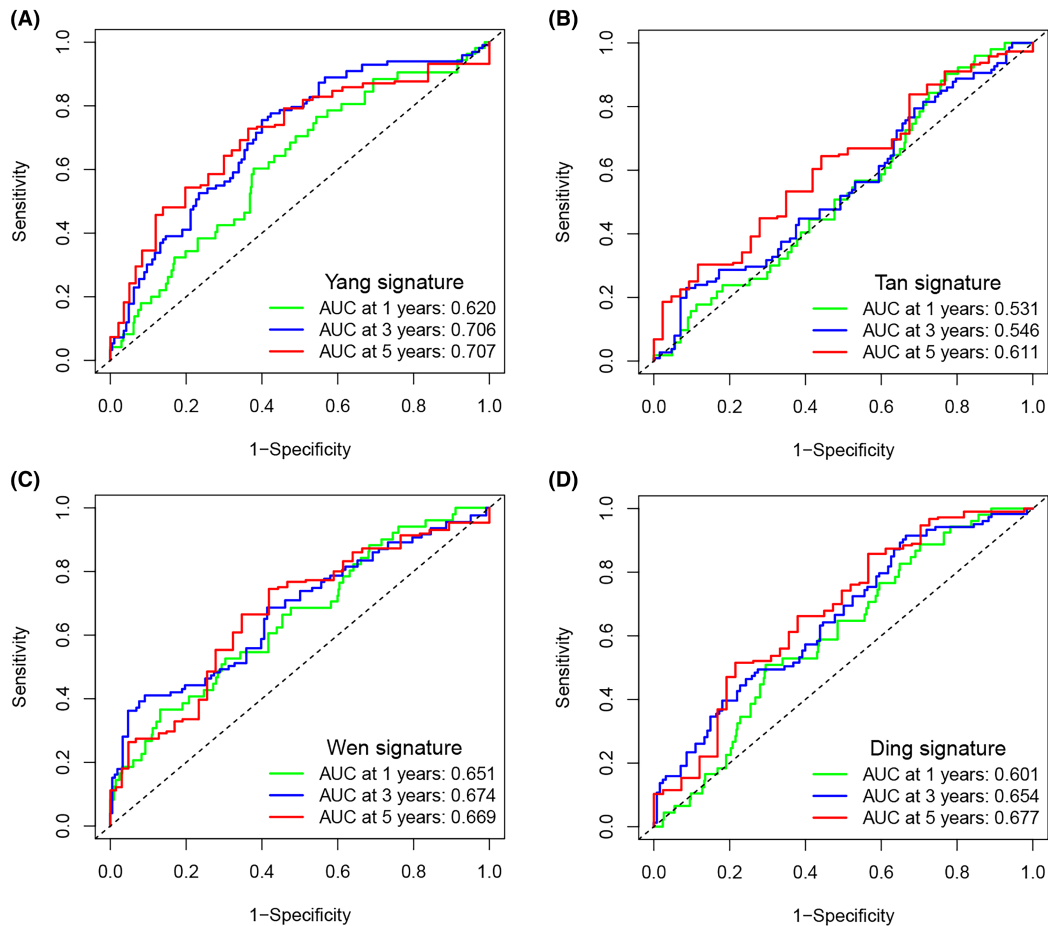 (A)
1.0
0.8
0.6
0.4
0.2
0.0
Sensitivity
Yang signature
AUC at 1 years: 0.620
AUC at 3 years: 0.706
AUC at 5 years: 0.707
0.0 0.2 0.4 0.6 0.8 1.0
1−Specificity
(B)
1.0
0.8
0.6
0.4
0.2
0.0
Sensitivity
Tan signature
AUC at 1 years: 0.531
AUC at 3 years: 0.546
AUC at 5 years: 0.611
0.0 0.2 0.4 0.6 0.8 1.0
1−Specificity
(C)
1.0
0.8
0.6
0.4
0.2
0.0
Sensitivity
Wen signature
AUC at 1 years: 0.651
AUC at 3 years: 0.674
AUC at 5 years: 0.669
0.0 0.2 0.4 0.6 0.8 1.0
1−Specificity
(D)
1.0
0.8
0.6
0.4
0.2
0.0
Sensitivity
Ding signature
AUC at 1 years: 0.601
AUC at 3 years: 0.654
AUC at 5 years: 0.677
0.0 0.2 0.4 0.6 0.8 1.0
1−Specificity